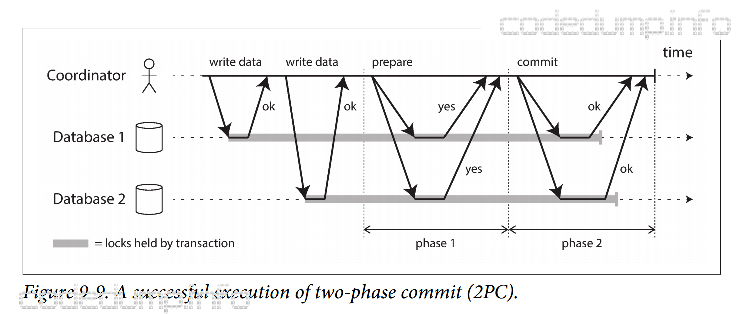 codedump.info
time
write data write data prepare commit
Coordinator
ok ok yes ok
Database 1
yes ok
Database 2
= locks held by transaction
phase 1 phase 2
Figure 9-9. A successful execution of two-phase commit (2PC).
codedump.info